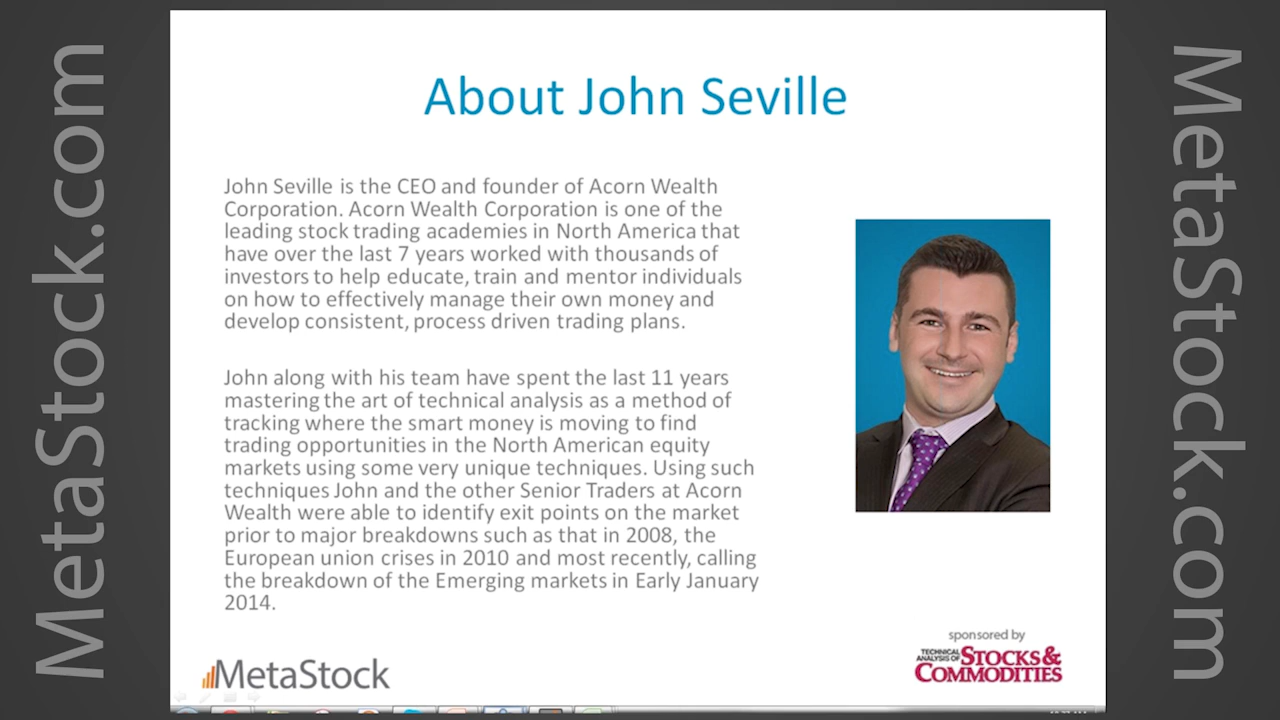 MetaStock.com
About John Seville
John Seville is the CEO and founder of Acorn Wealth
Corporation. Acorn Wealth Corporation is one of the
leading stock trading academies in North America that
have over the last 7 years worked with thousands of
investors to help educate, train and mentor individuals
on how to effectively manage their own money and
develop consistent, process driven trading plans.
John along with his team have spent the last 11 years
mastering the art of technical analysis as a method of
tracking where the smart money is moving to find
trading opportunities in the North American equity
markets using some very unique techniques. Using such
techniques John and the other Senior Traders at Acorn
Wealth were able to identify exit points on the market
prior to major breakdowns such as that in 2008, the
European union crises in 2010 and most recently, calling
the breakdown of the Emerging markets in Early January
2014.
MetaStock
sponsored by
TECHNICAL
ANALYSIS OF STOCKS &
COMMODITIES
MetaStock.com